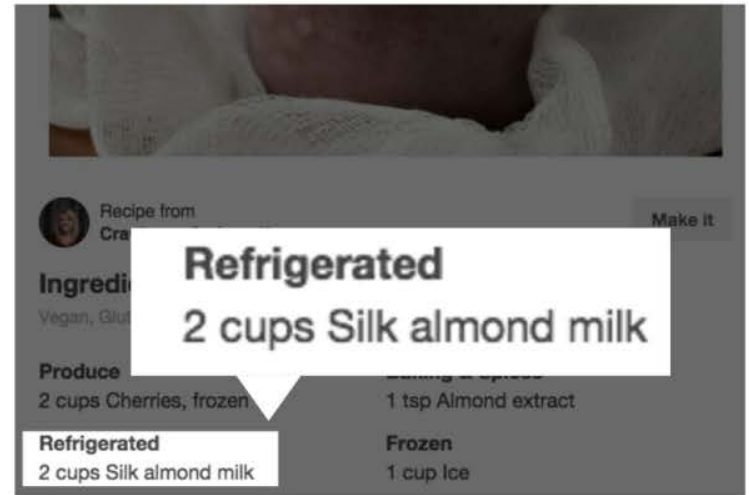 Recipe from
Make it
Refrigerated
2 cups Silk almond milk
Produce
2 cups Cherries, frozen
1 tsp Almond extract
Refrigerated
2 cups Silk almond milk
Frozen
1 cup Ice